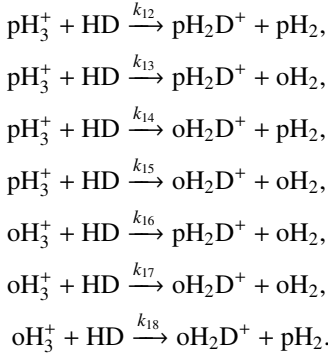 pH₃⁺ + HD —k₁₂→ pH₂D⁺ + pH₂,
pH₃⁺ + HD —k₁₃→ pH₂D⁺ + oH₂,
pH₃⁺ + HD —k₁₄→ oH₂D⁺ + pH₂,
pH₃⁺ + HD —k₁₅→ oH₂D⁺ + oH₂,
oH₃⁺ + HD —k₁₆→ pH₂D⁺ + oH₂,
oH₃⁺ + HD —k₁₇→ oH₂D⁺ + oH₂,
oH₃⁺ + HD —k₁₈→ oH₂D⁺ + pH₂.